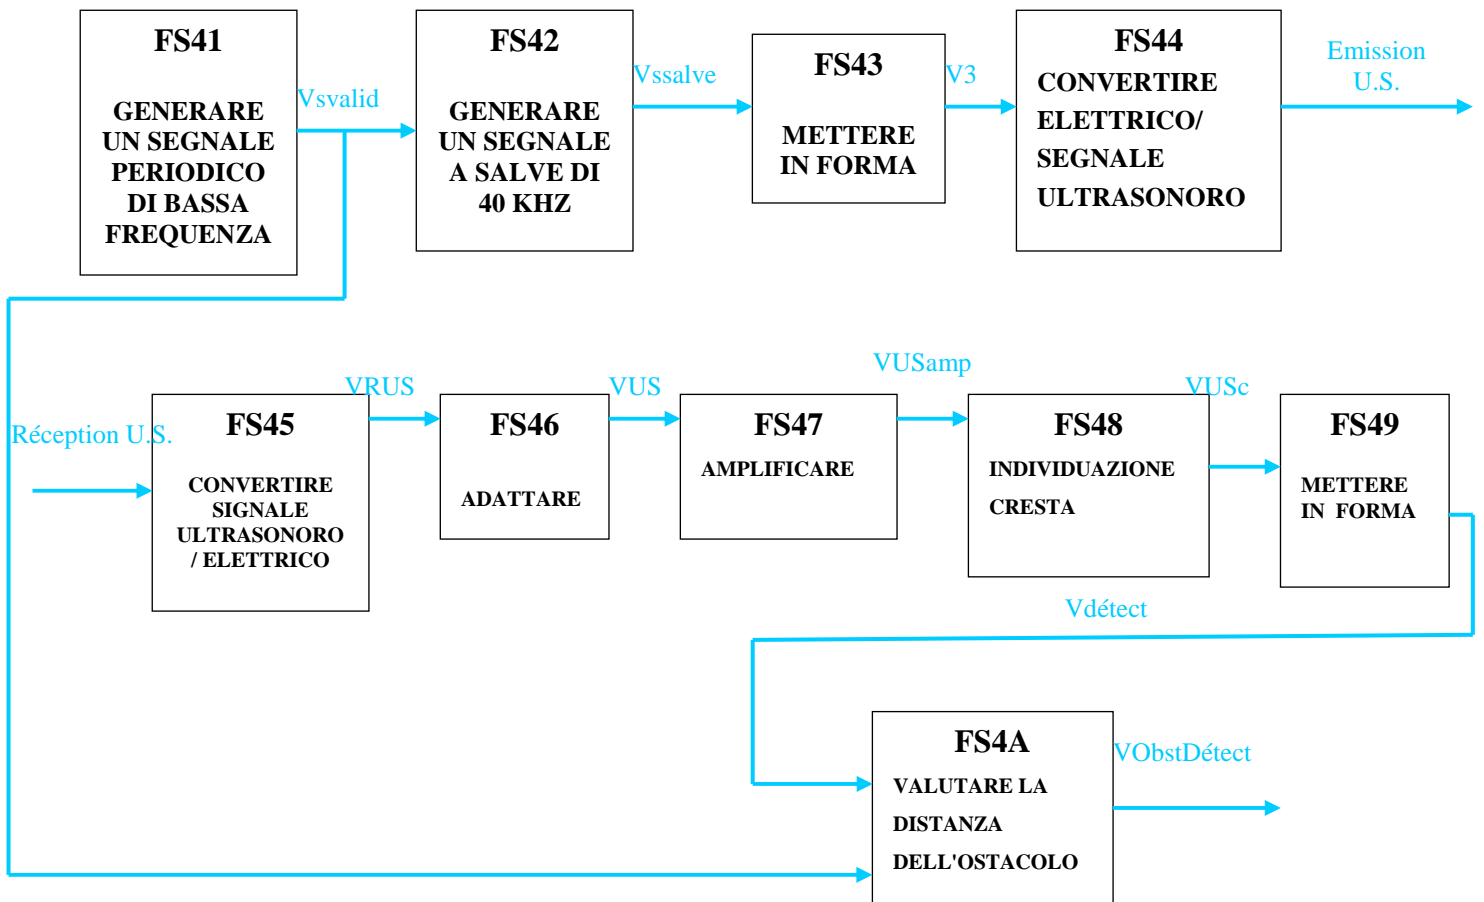 FS41
GENERARE
UN SEGNALE
PERIODICO
DI BASSA
FREQUENZA
Vsvalid
FS42
GENERARE
UN SEGNALE
A SALVE DI
40 KHZ
Vssalve
FS43
METTERE
IN FORMA
V3
FS44
CONVERTIRE
ELETTRICO/
SEGNALE
ULTRASONORO
Emission
U.S.
Réception U.S.
FS45
CONVERTIRE
SIGNALE
ULTRASONORO
/ ELETTRICO
VRUS
FS46
ADATTARE
VUS
FS47
AMPLIFICARE
VUSamp
FS48
INDIVIDUAZIONE
CRESTA
VUSc
FS49
METTERE
IN FORMA
Vdétect
FS4A
VALUTARE LA
DISTANZA
DELL'OSTACOLO
VObstDétect